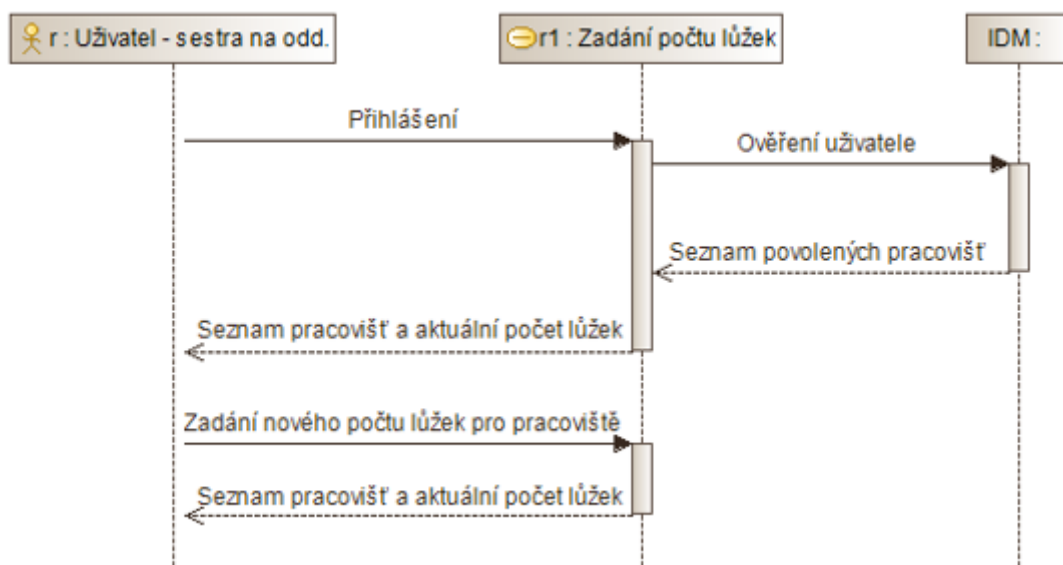 r : Uživatel - sestra na odd.
r1 : Zadání počtu lůžek
IDM :
Přihlášení
Ověření uživatele
Seznam povolených pracovišť
Seznam pracovišť a aktuální počet lůžek
Zadání nového počtu lůžek pro pracoviště
Seznam pracovišť a aktuální počet lůžek